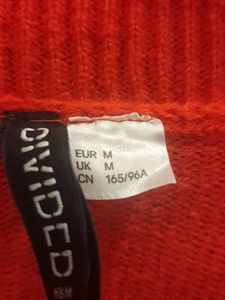 EUR M
UK M
CN 165/96A
DIVIDED